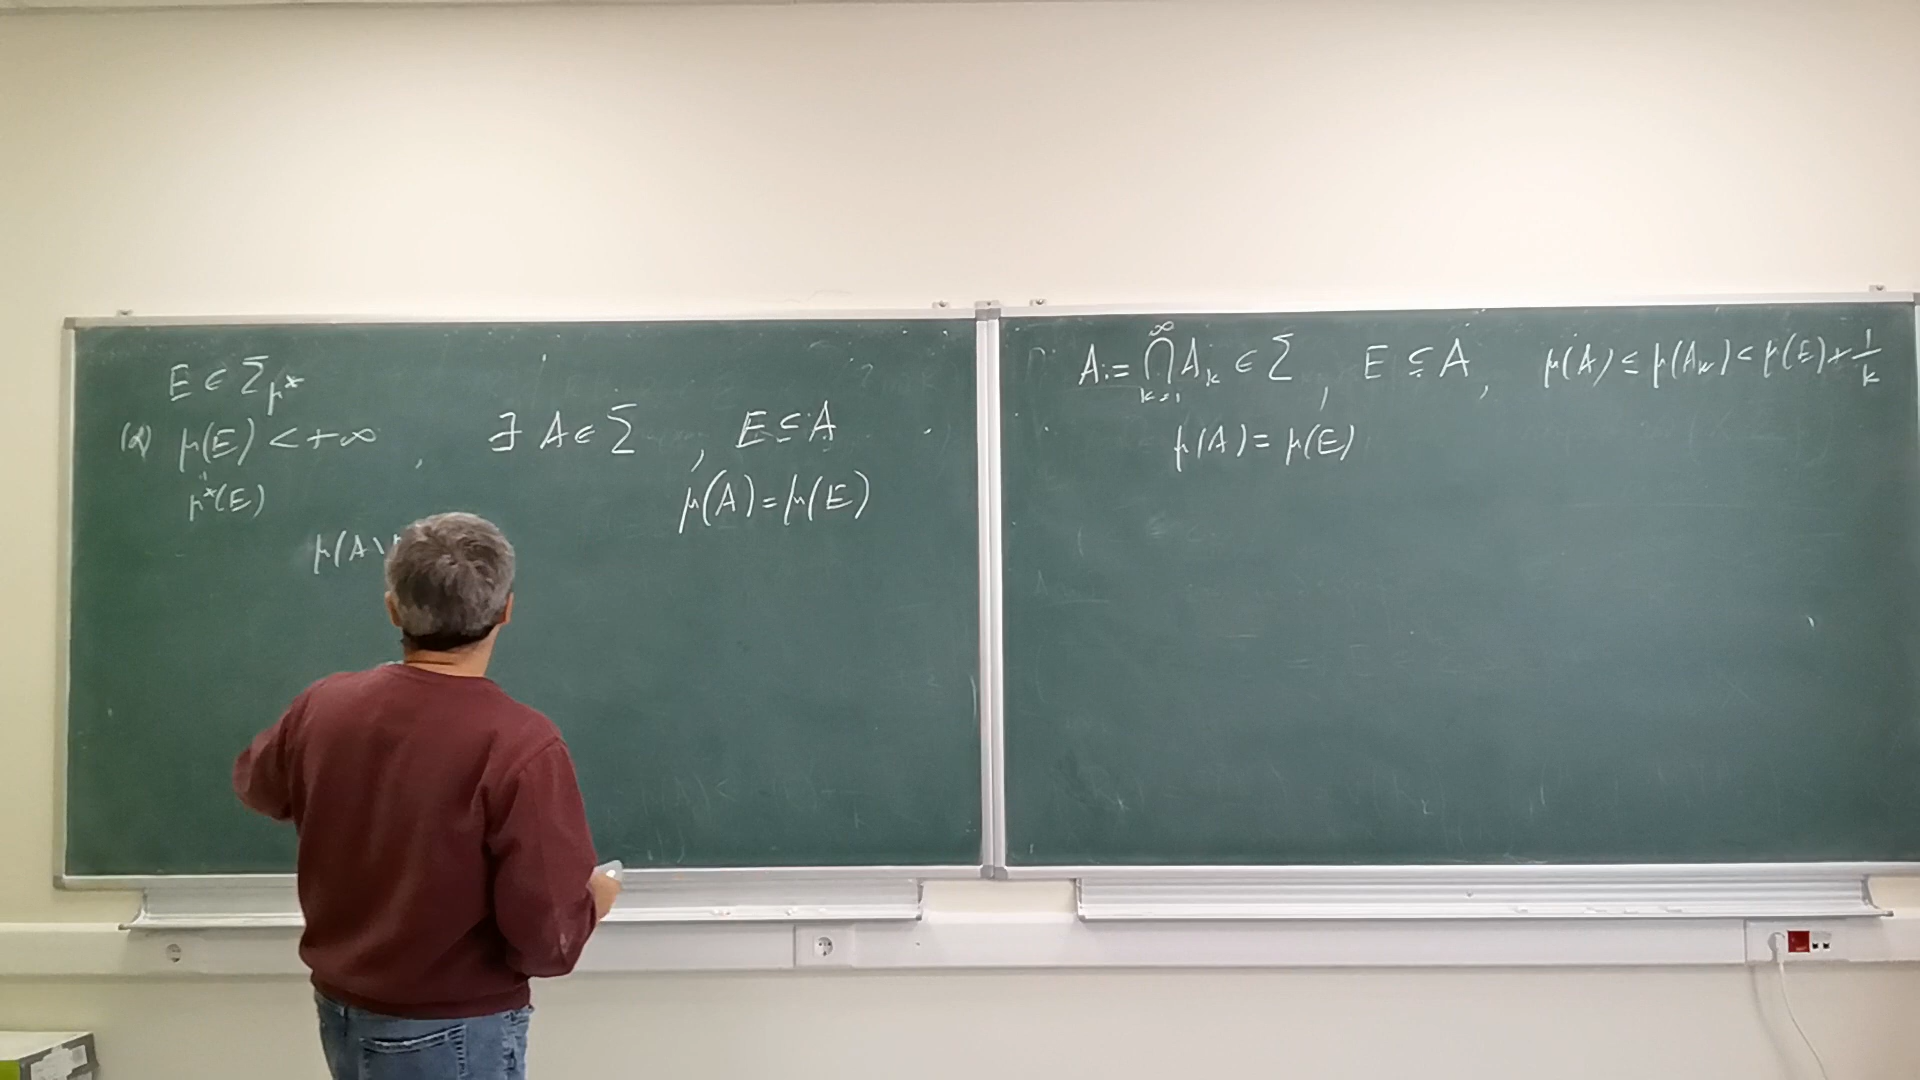 E ∈ Σ_μ*
(α) μ(E) < +∞ , ∃ A ∈ Σ , E ⊆ A
μ*(E)
μ(A) = μ(E)
μ(A \
A := ⋂_{k=1}^∞ A_k ∈ Σ , E ⊆ A , μ(A) ≤ μ(A_k) < μ(E) + 1/k
μ(A) = μ(E)